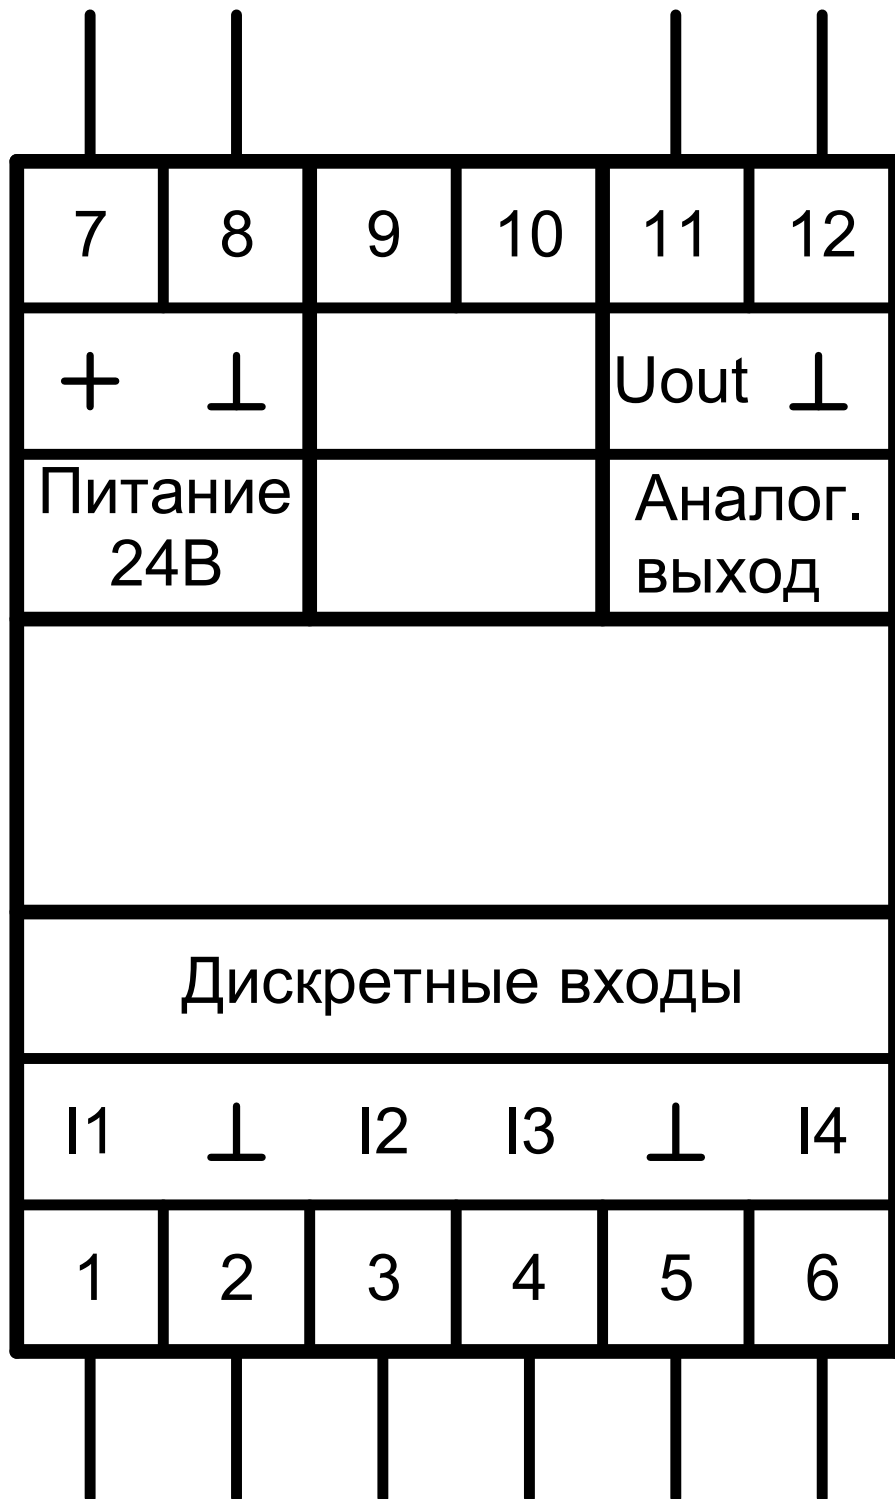 7 8 9 10 11 12
+ ⊥ Uout ⊥
Питание
24В
Аналог.
выход
Дискретные входы
I1 ⊥ I2 I3 ⊥ I4
1 2 3 4 5 6